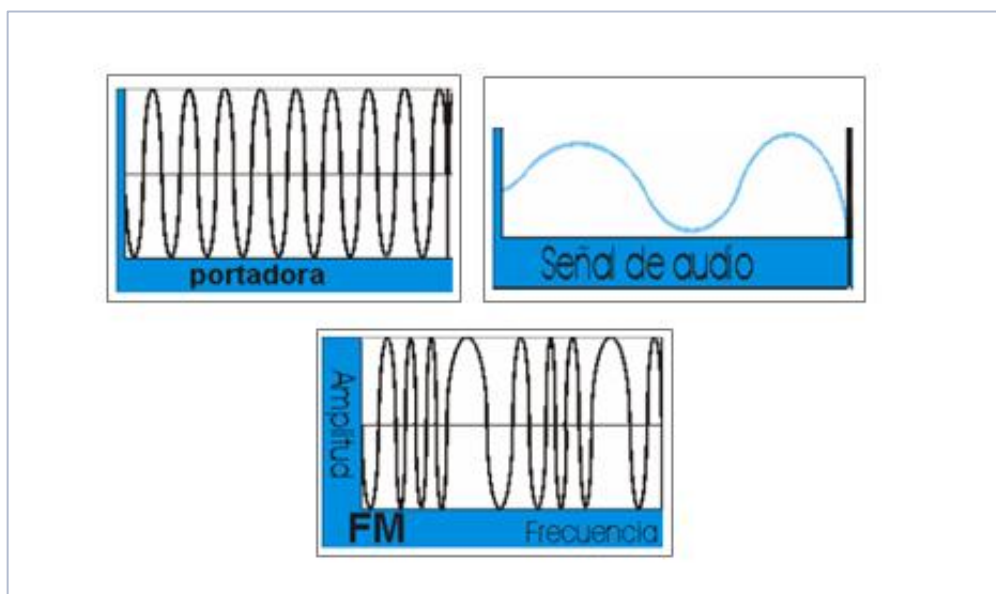 portadora
Señal de audio
Amplitud
FM
Frecuencia